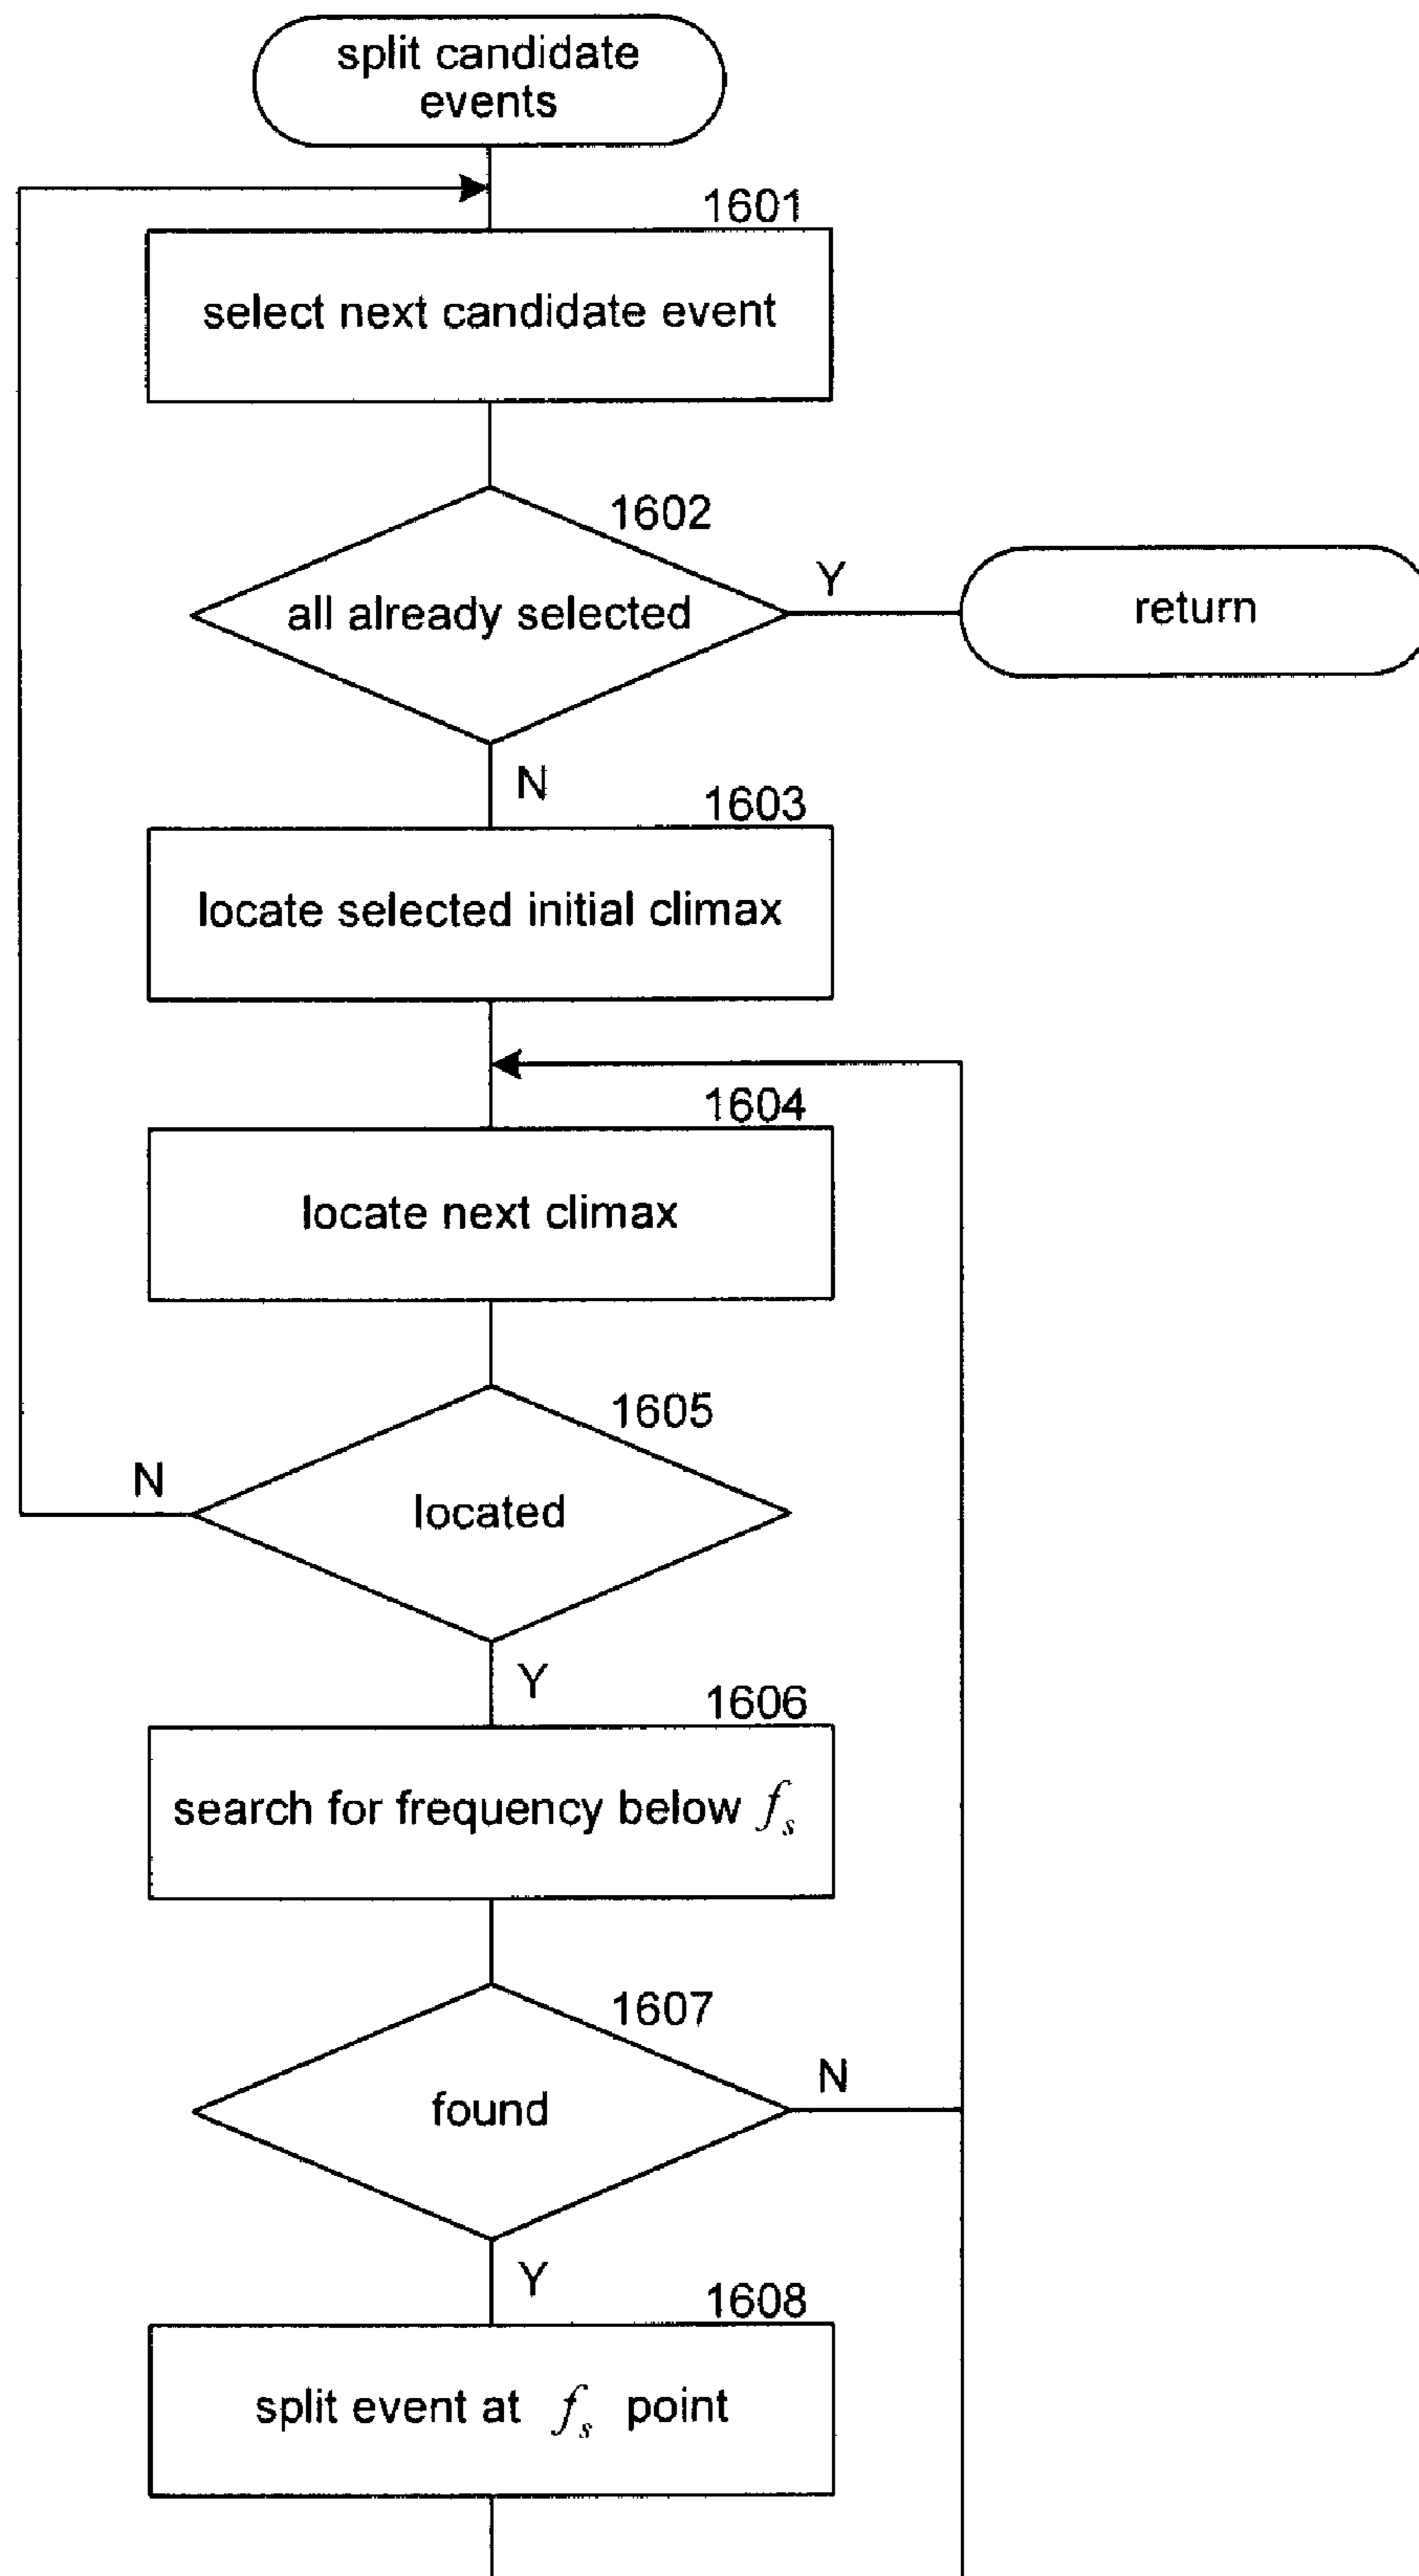 split candidate
events
1601
select next candidate event
1602
all already selected
Y
return
N
1603
locate selected initial climax
1604
locate next climax
1605
N
located
Y
1606
search for frequency below f_s
1607
found
N
Y
1608
split event at f_s point